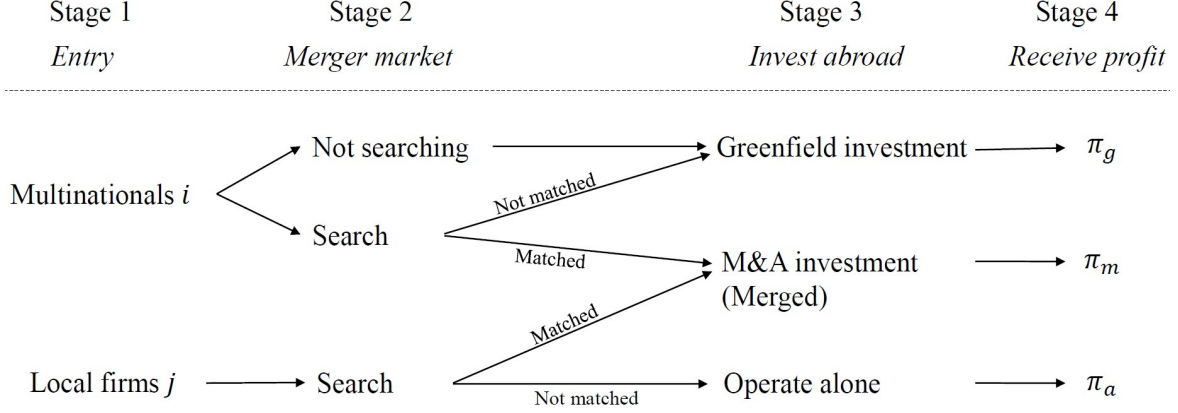 Stage 1
Stage 2
Stage 3
Stage 4
Entry
Merger market
Invest abroad
Receive profit
Not searching
Greenfield investment
π_g
Multinationals i
Not matched
Search
Matched
M&A investment
(Merged)
π_m
Matched
Local firms j
Search
Operate alone
π_a
Not matched